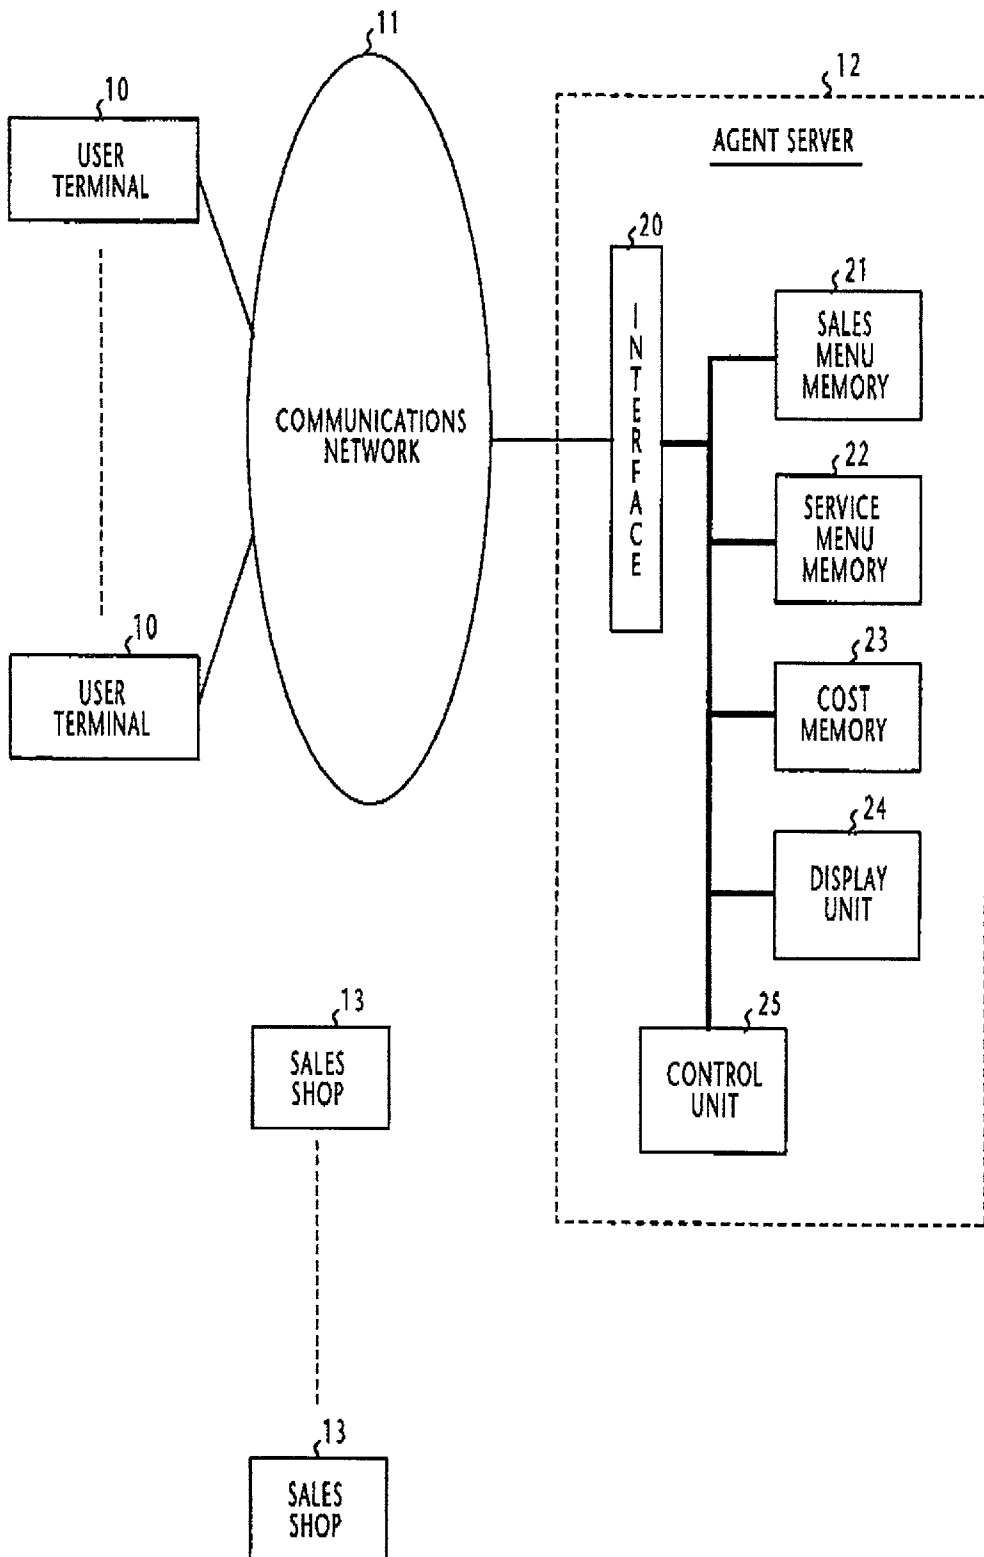 11
10
USER
TERMINAL
12
AGENT SERVER
20
INTERFACE
21
SALES
MENU
MEMORY
COMMUNICATIONS
NETWORK
22
SERVICE
MENU
MEMORY
10
USER
TERMINAL
23
COST
MEMORY
24
DISPLAY
UNIT
25
CONTROL
UNIT
13
SALES
SHOP
13
SALES
SHOP